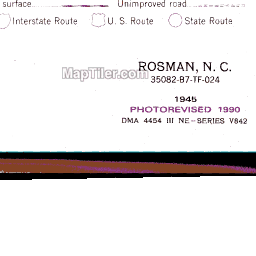 surface
Unimproved road
Interstate Route
U. S. Route
State Route
MapTiler.com
ROSMAN, N. C.
35082-B7-TF-024
1945
PHOTOREVISED 1990
DMA 4454 III NE-SERIES V842